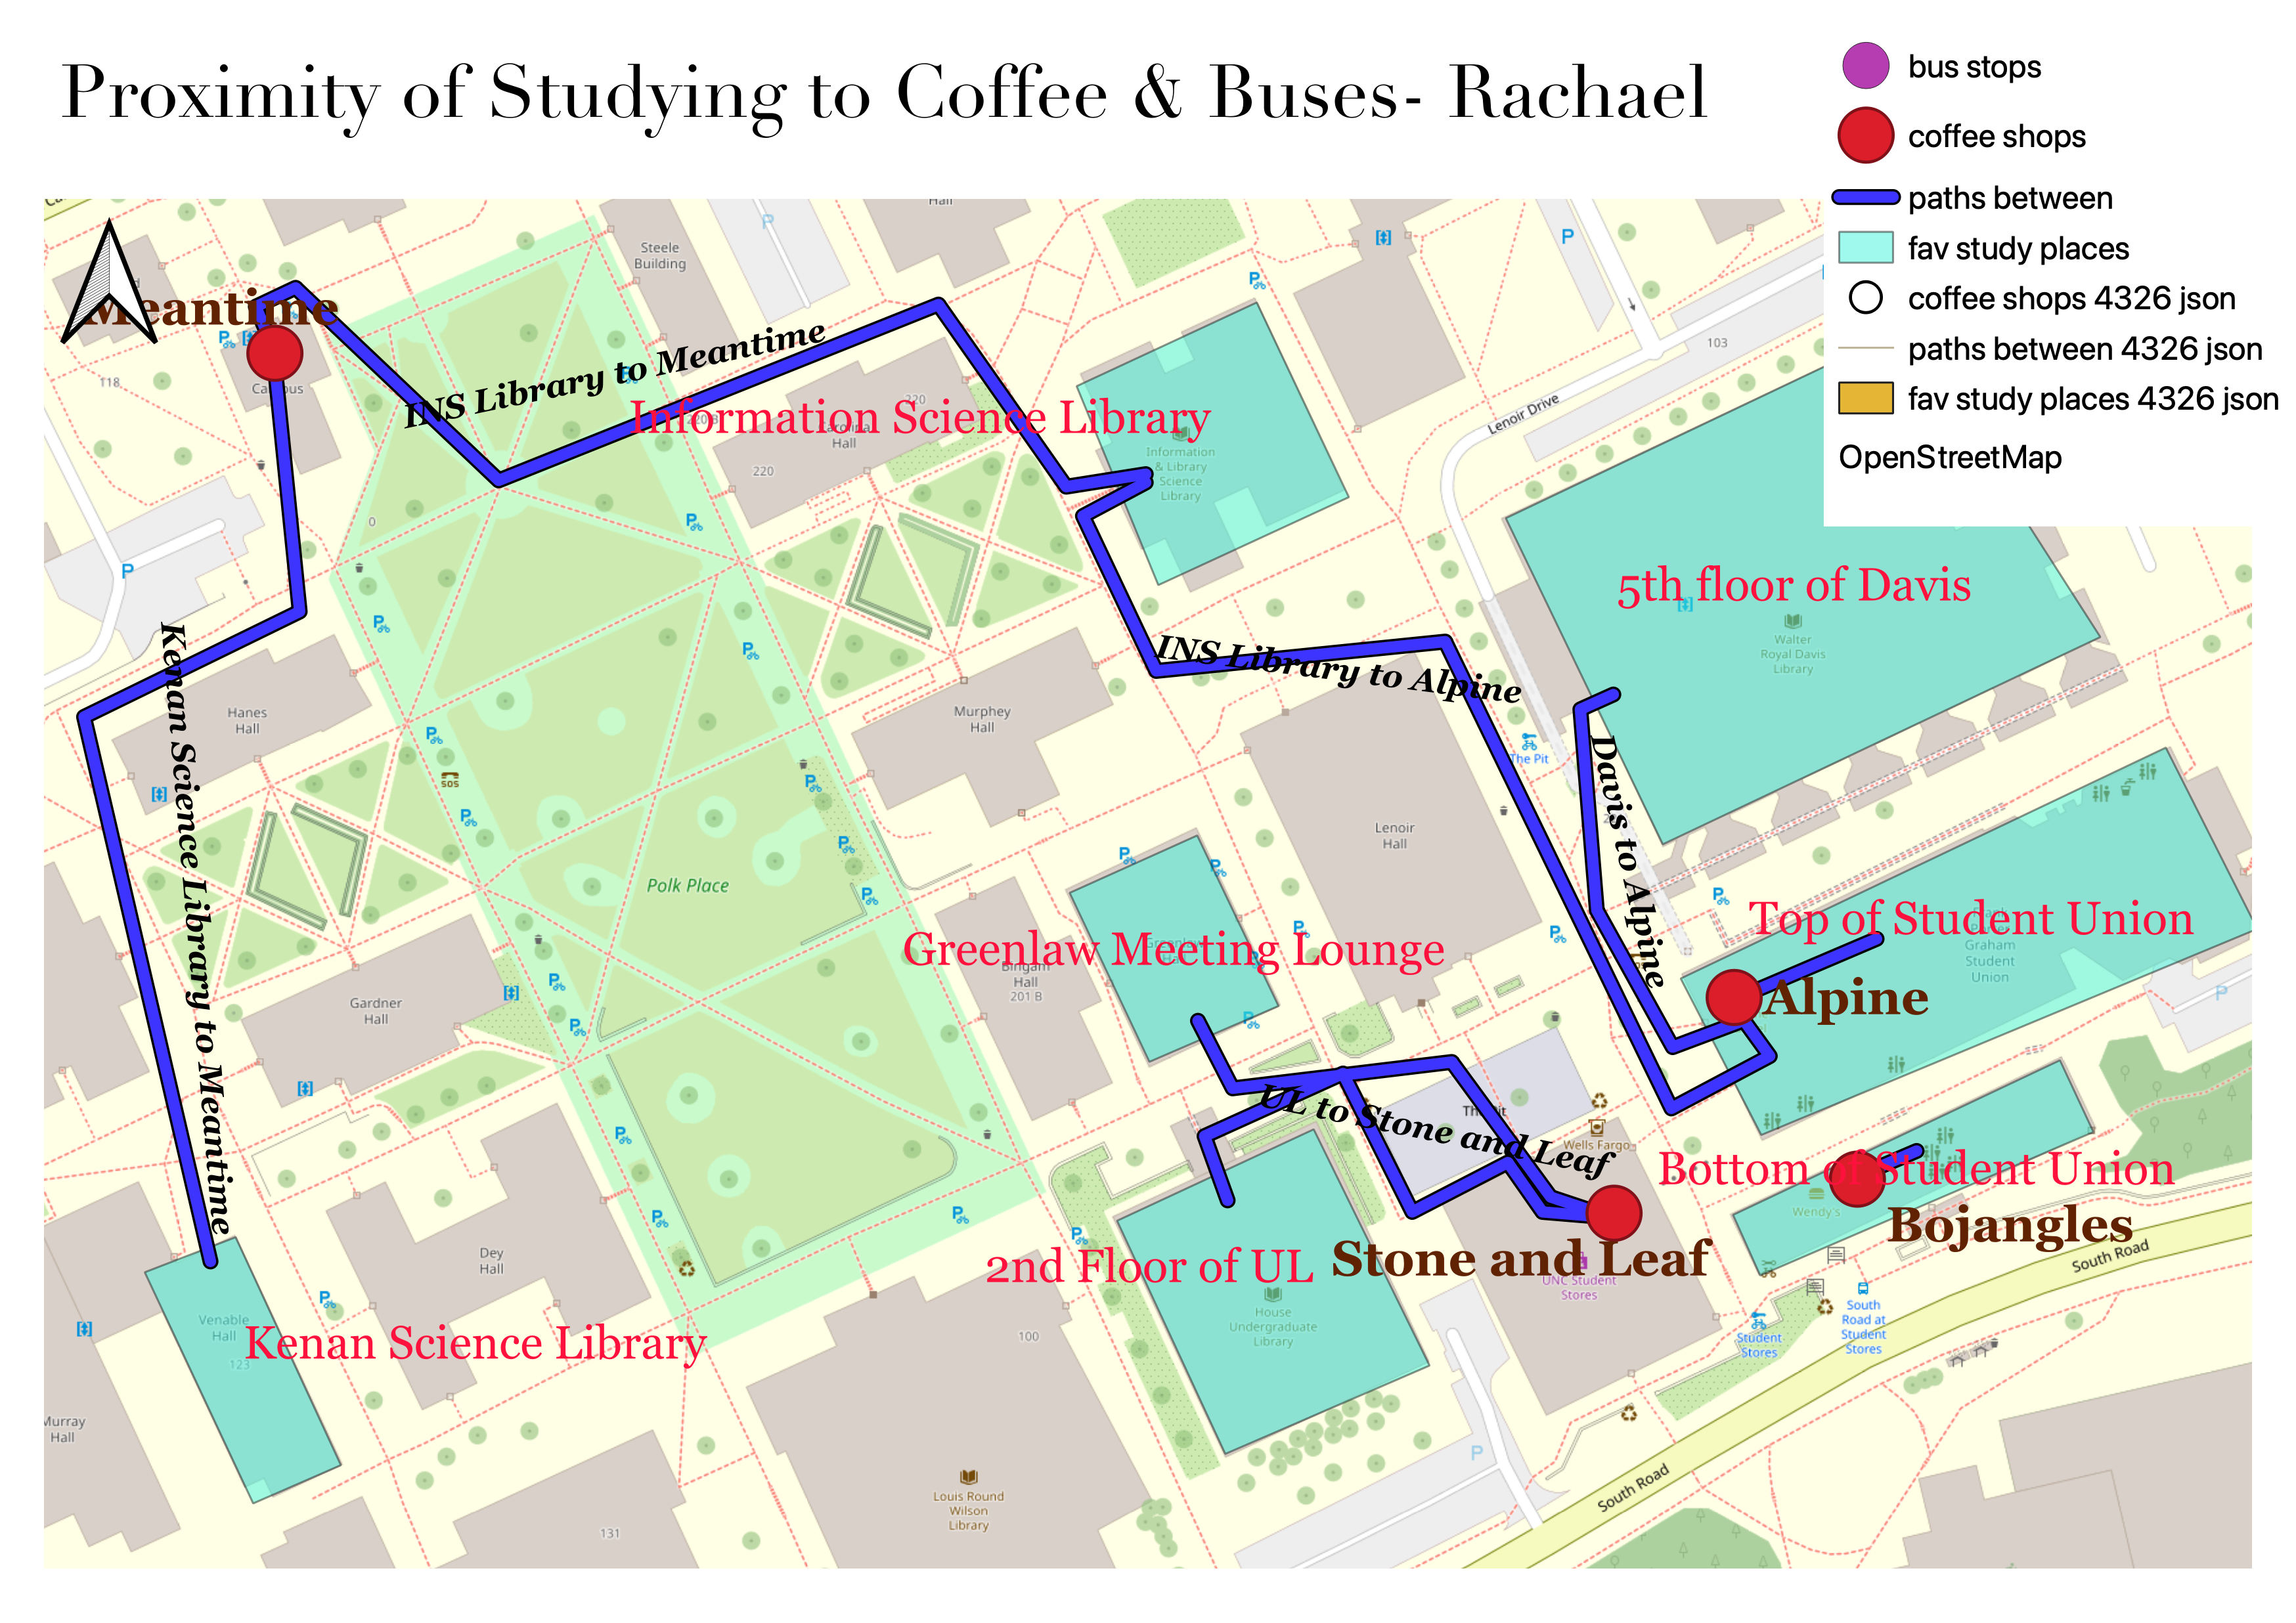 Proximity of Studying to Coffee & Buses- Rachael
bus stops
coffee shops
paths between
fav study places
coffee shops 4326 json
paths between 4326 json
fav study places 4326 json
OpenStreetMap
Hall
Steele
Building
P
P
103
Lenoir Drive
Meantime
118
INS Library to Meantime
Information Science Library
220
Carolina
Hall
220
Information
& Library
Science
Library
0
P
5th floor of Davis
Walter
Royal Davis
Library
Kenan Science Library to Meantime
INS Library to Alpine
Hanes
Hall
Murphey
Hall
The Pit
Davis to Alpine
SOS
Lenoir
Hall
Polk Place
Top of Student Union
Graham
Student
Union
Greenlaw Meeting Lounge
Bingham
Hall
201 B
Gardner
Hall
Alpine
P
UL to Stone and Leaf
The Pit
Wells Fargo
Bottom of Student Union
Wendy's
Bojangles
2nd Floor of UL
Stone and Leaf
UNC Student
Stores
South Road
Dey
Hall
House
Undergraduate
Library
Student
Stores
South
Road at
Student
Stores
Venable
Hall
123
Kenan Science Library
100
Murray
Hall
P
South Road
Louis Round
Wilson
Library
131